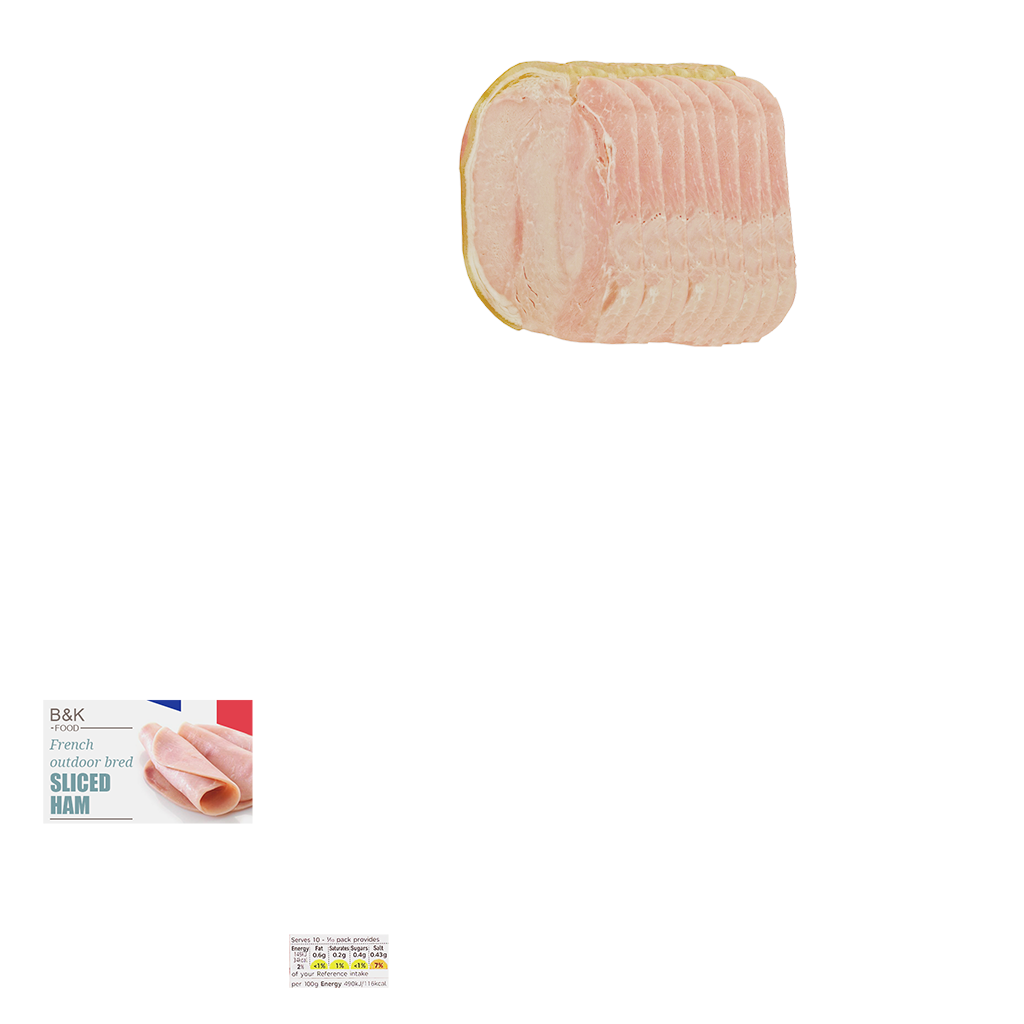 B&K
FOOD
French
outdoor bred
SLICED
HAM
Serves 10 - 1/10 pack provides
Energy Fat Saturates Sugars Salt
0.6g 0.2g 0.4g 0.43g
<1% 1% <1% 7%
of your Reference intake
per 100g Energy 490kJ/116kcal